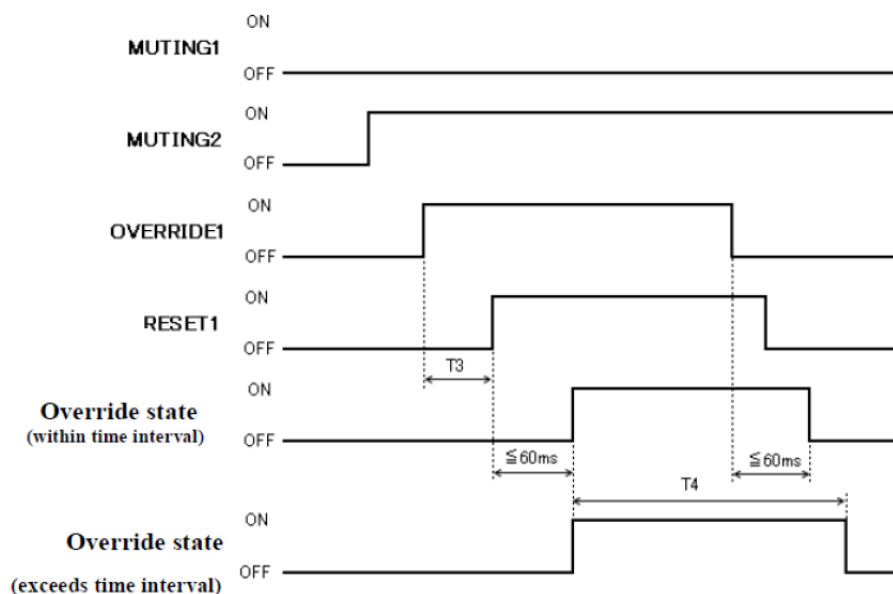 ON
MUTING1
OFF
ON
MUTING2
OFF
ON
OVERRIDE1
OFF
ON
RESET1
OFF
T3
ON
Override state
(within time interval)
OFF
≦60ms
≦60ms
T4
ON
Override state
OFF
(exceeds time interval)